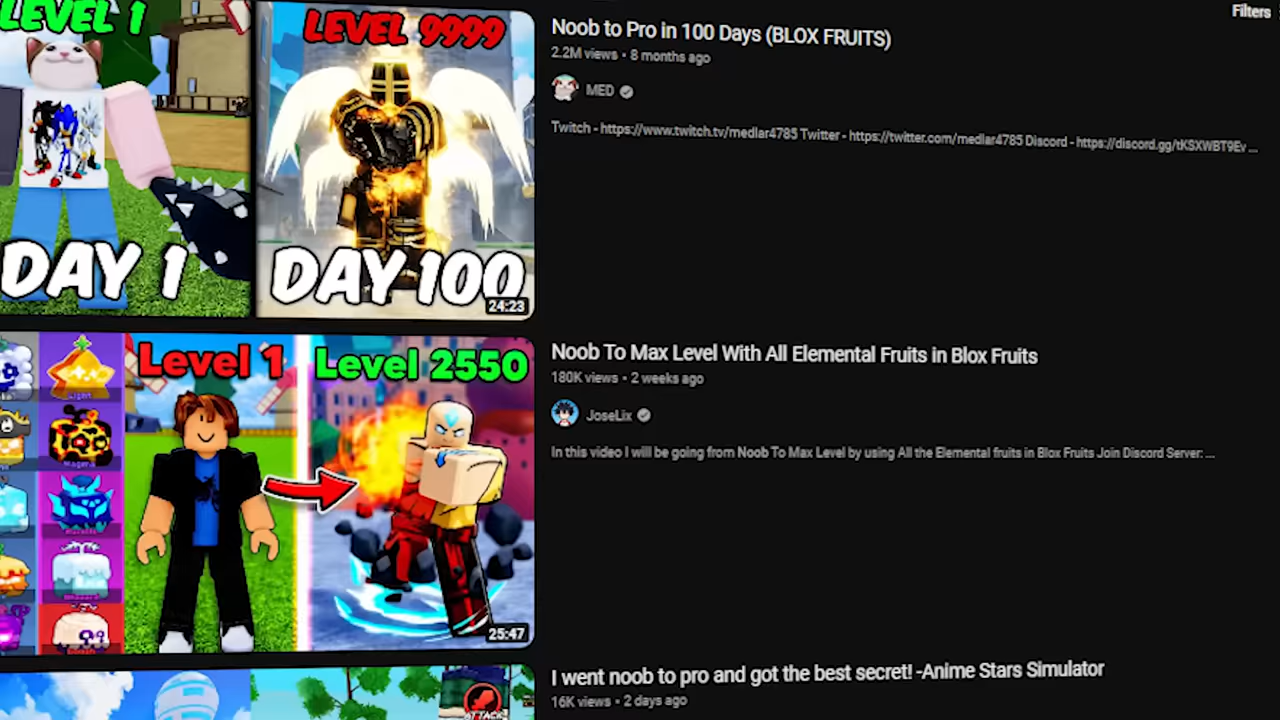 Filters
LEVEL 1
LEVEL 9999
DAY 1
DAY 100
24:23
Noob to Pro in 100 Days (BLOX FRUITS)
2.2M views • 8 months ago
MED
Twitch - https://www.twitch.tv/medlar4785 Twitter - https://twitter.com/medlar4785 Discord - https://discord.gg/tKSXWBT9Ev ...
Level 1
Level 2550
Light
Magma
25:47
Noob To Max Level With All Elemental Fruits in Blox Fruits
180K views • 2 weeks ago
JoseLix
In this video I will be going from Noob To Max Level by using All the Elemental fruits in Blox Fruits Join Discord Server: ...
ATTACK
I went noob to pro and got the best secret! -Anime Stars Simulator
16K views • 2 days ago